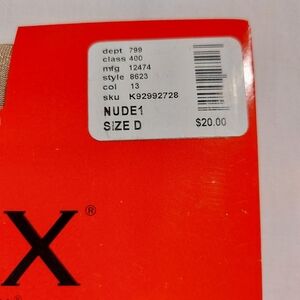 dept 799
class 400
mfg 12474
style 8623
col 13
sku K92992728
NUDE1
SIZE D $20.00
X®